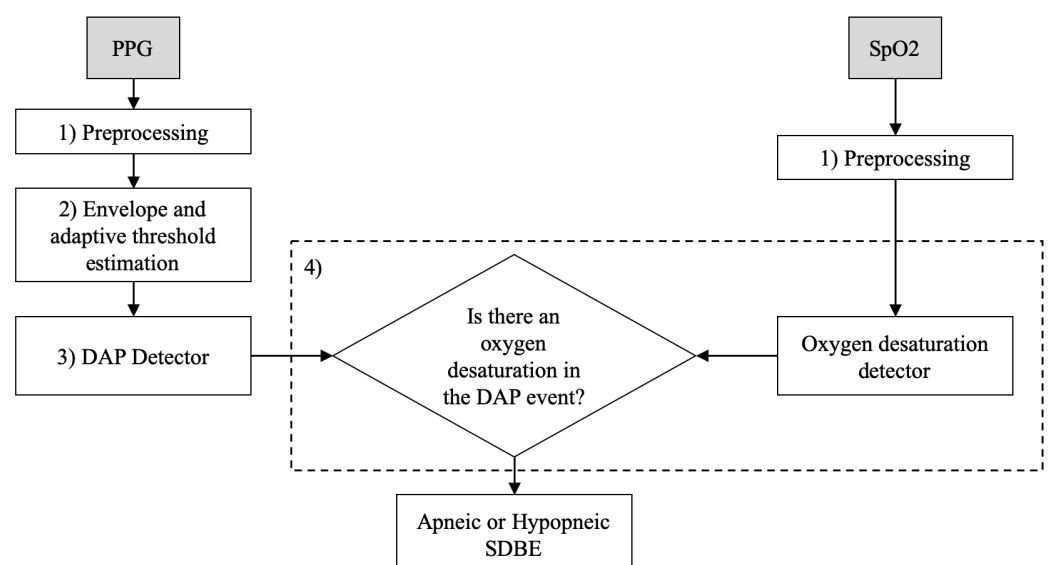 PPG
SpO2
1) Preprocessing
1) Preprocessing
2) Envelope and
adaptive threshold
estimation
4)
Is there an
oxygen
desaturation in
the DAP event?
3) DAP Detector
Oxygen desaturation
detector
Apneic or Hypopneic
SDBE